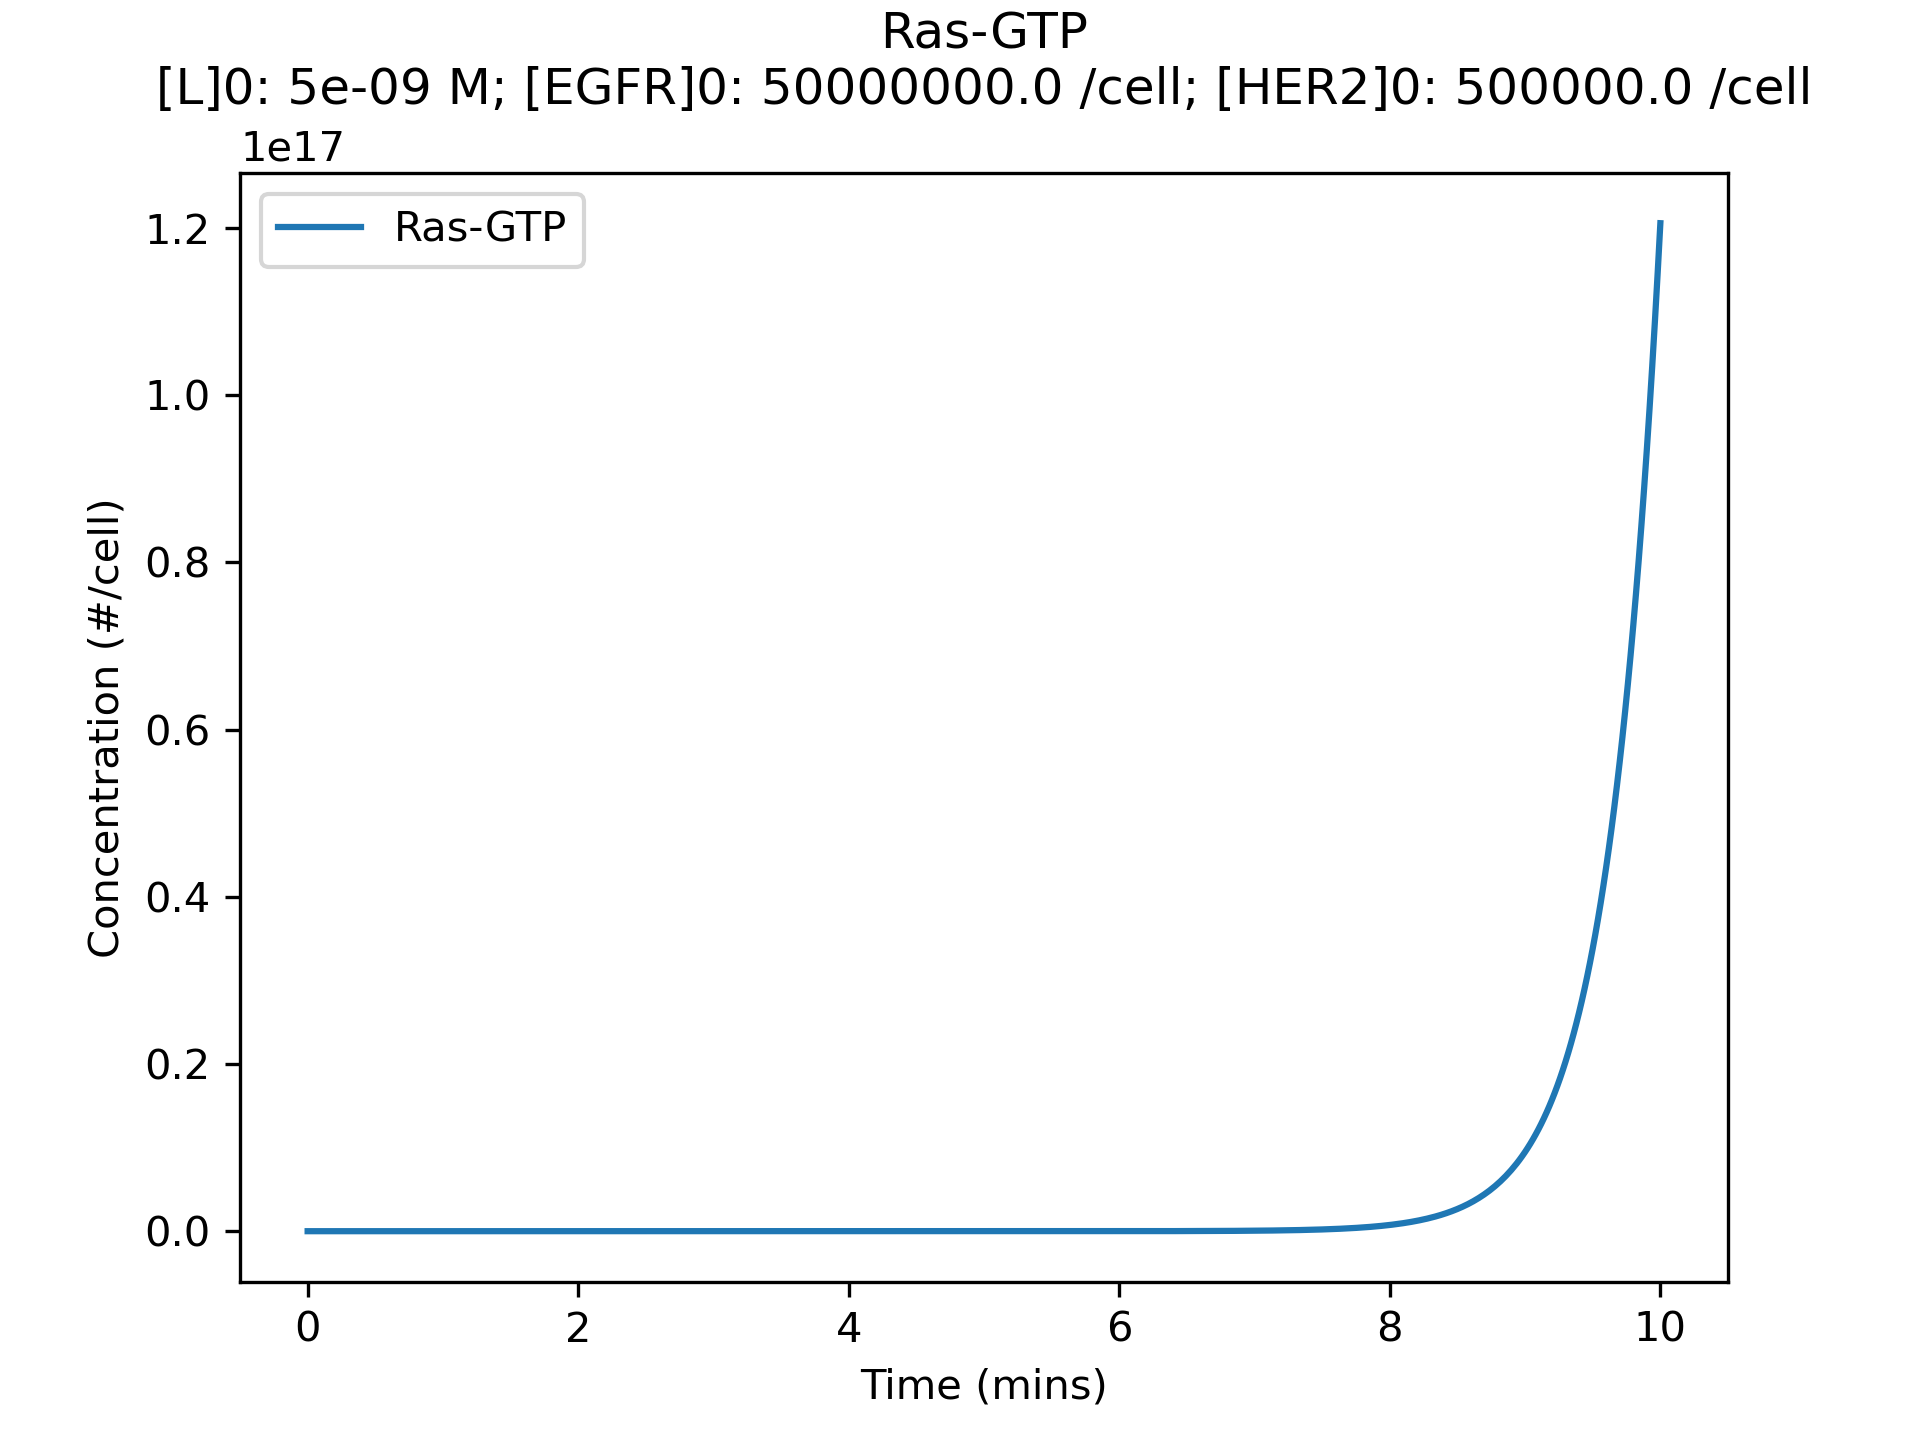 Ras-GTP
[L]0: 5e-09 M; [EGFR]0: 50000000.0 /cell; [HER2]0: 500000.0 /cell
1e17
Ras-GTP
1.2
1.0
0.8
0.6
0.4
0.2
0.0
Concentration (#/cell)
0 2 4 6 8 10
Time (mins)